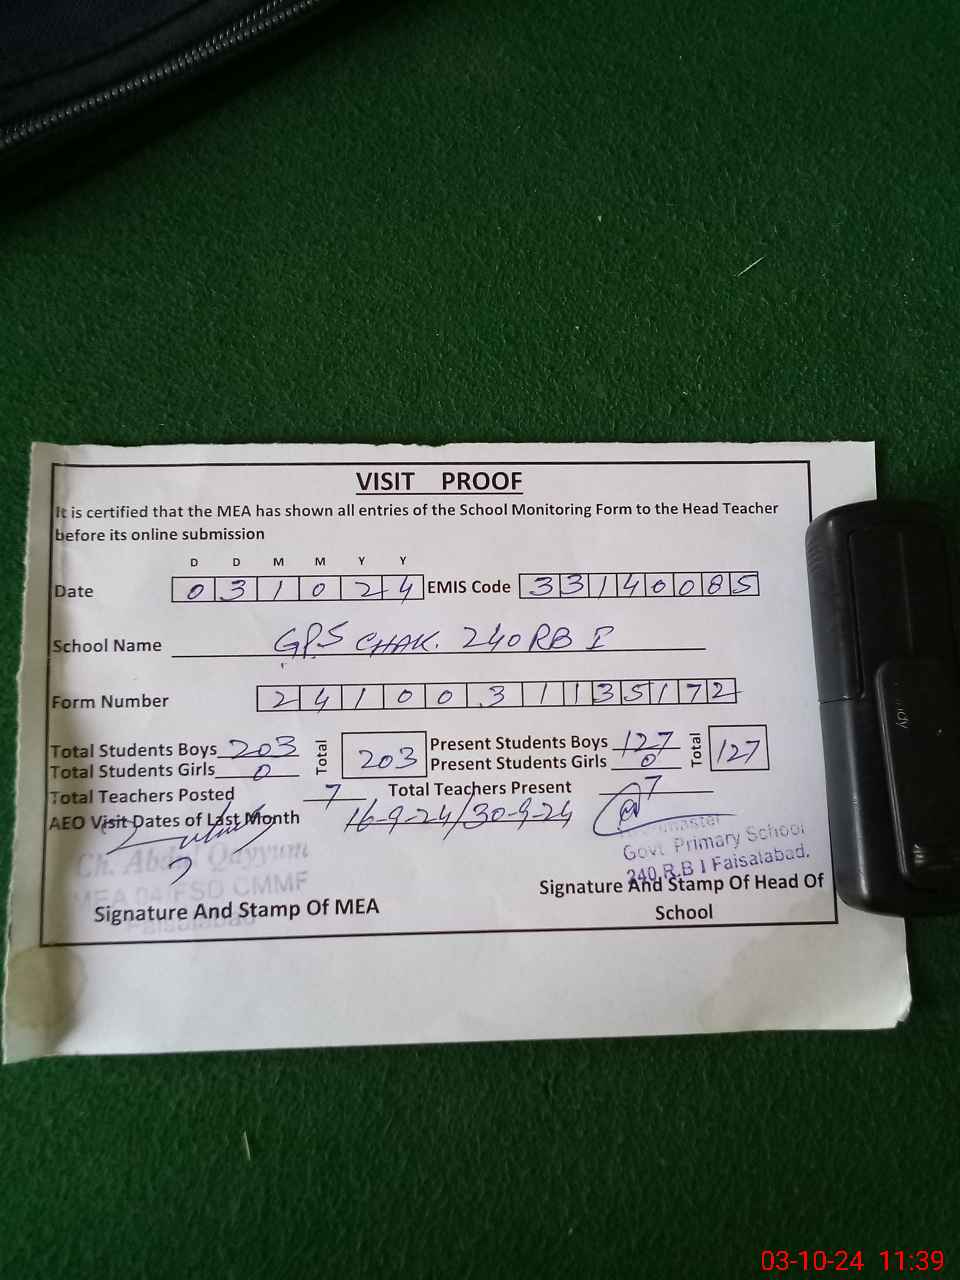 VISIT PROOF
It is certified that the MEA has shown all entries of the School Monitoring Form to the Head Teacher
before its online submission
D D M M Y Y
Date 0 3 1 0 2 4 EMIS Code 3 3 1 4 0 0 8 5
School Name GPS CHAK. 240 RB I
Form Number 2 4 1 0 0 3 1 1 3 5 1 7 2
Total Students Boys 203 Total 203 Present Students Boys 127 Total 127
Total Students Girls 0 Present Students Girls 0
Total Teachers Posted 7 Total Teachers Present 7
AEO Visit Dates of Last Month 16-9-24/30-9-24
Ch. Abdul Qayyum
MEA 04 FSD CMMF
Faisalabad
Signature And Stamp Of MEA
Headmaster
Govt Primary School
240 R.B I Faisalabad.
Signature And Stamp Of Head Of
School
03-10-24 11:39